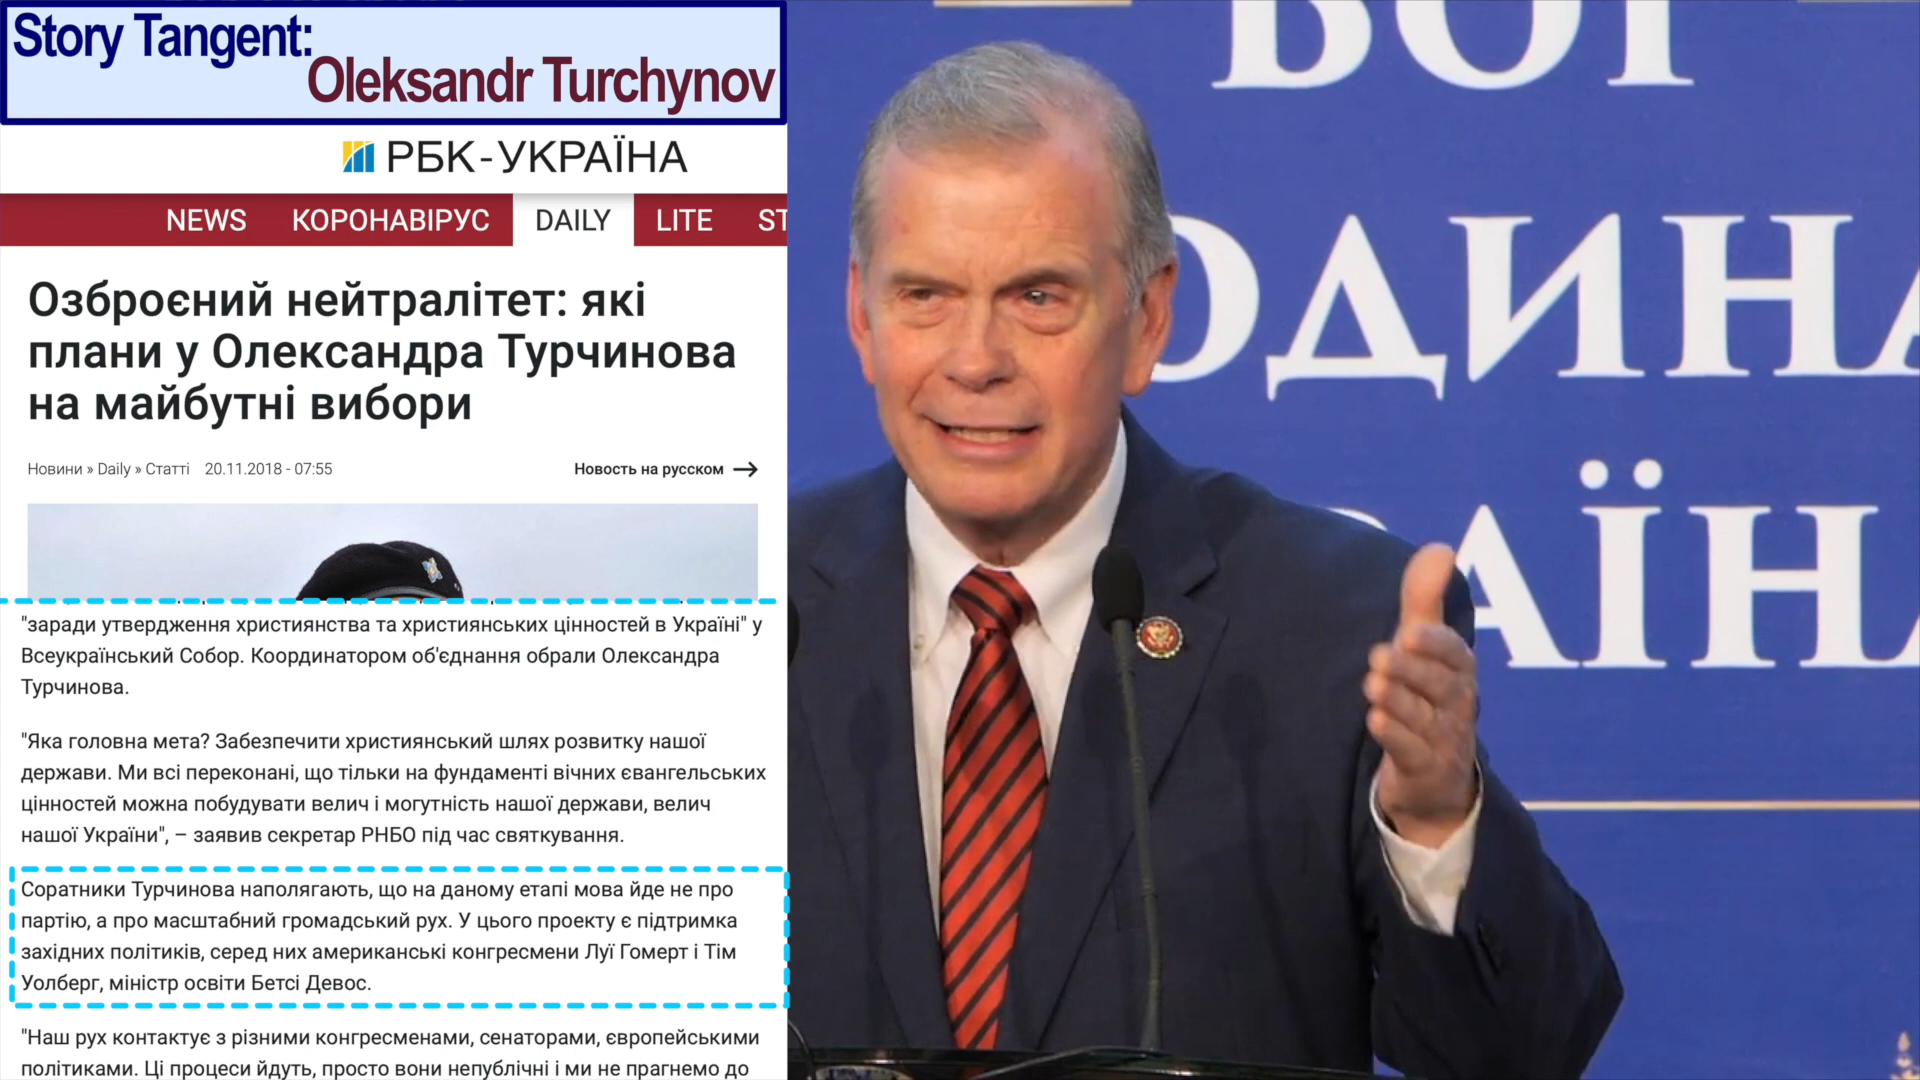 Story Tangent:
Oleksandr Turchynov
РБК-УКРАЇНА
NEWS КОРОНАВІРУС DAILY LITE ST
Озброєний нейтралітет: які
плани у Олександра Турчинова
на майбутні вибори
Новини » Daily » Статті 20.11.2018 - 07:55
Новость на русском
"заради утвердження християнства та християнських цінностей в Україні" у
Всеукраїнський Собор. Координатором об'єднання обрали Олександра
Турчинова.
"Яка головна мета? Забезпечити християнський шлях розвитку нашої
держави. Ми всі переконані, що тільки на фундаменті вічних євангельських
цінностей можна побудувати велич і могутність нашої держави, велич
нашої України", – заявив секретар РНБО під час святкування.
Соратники Турчинова наполягають, що на даному етапі мова йде не про
партію, а про масштабний громадський рух. У цього проекту є підтримка
західних політиків, серед них американські конгресмени Луї Гомерт і Тім
Уолберг, міністр освіти Бетсі Девос.
"Наш рух контактує з різними конгресменами, сенаторами, європейськими
політиками. Ці процеси йдуть, просто вони непублічні і ми не прагнемо до
БОГ
ОДИНА
АЇНА